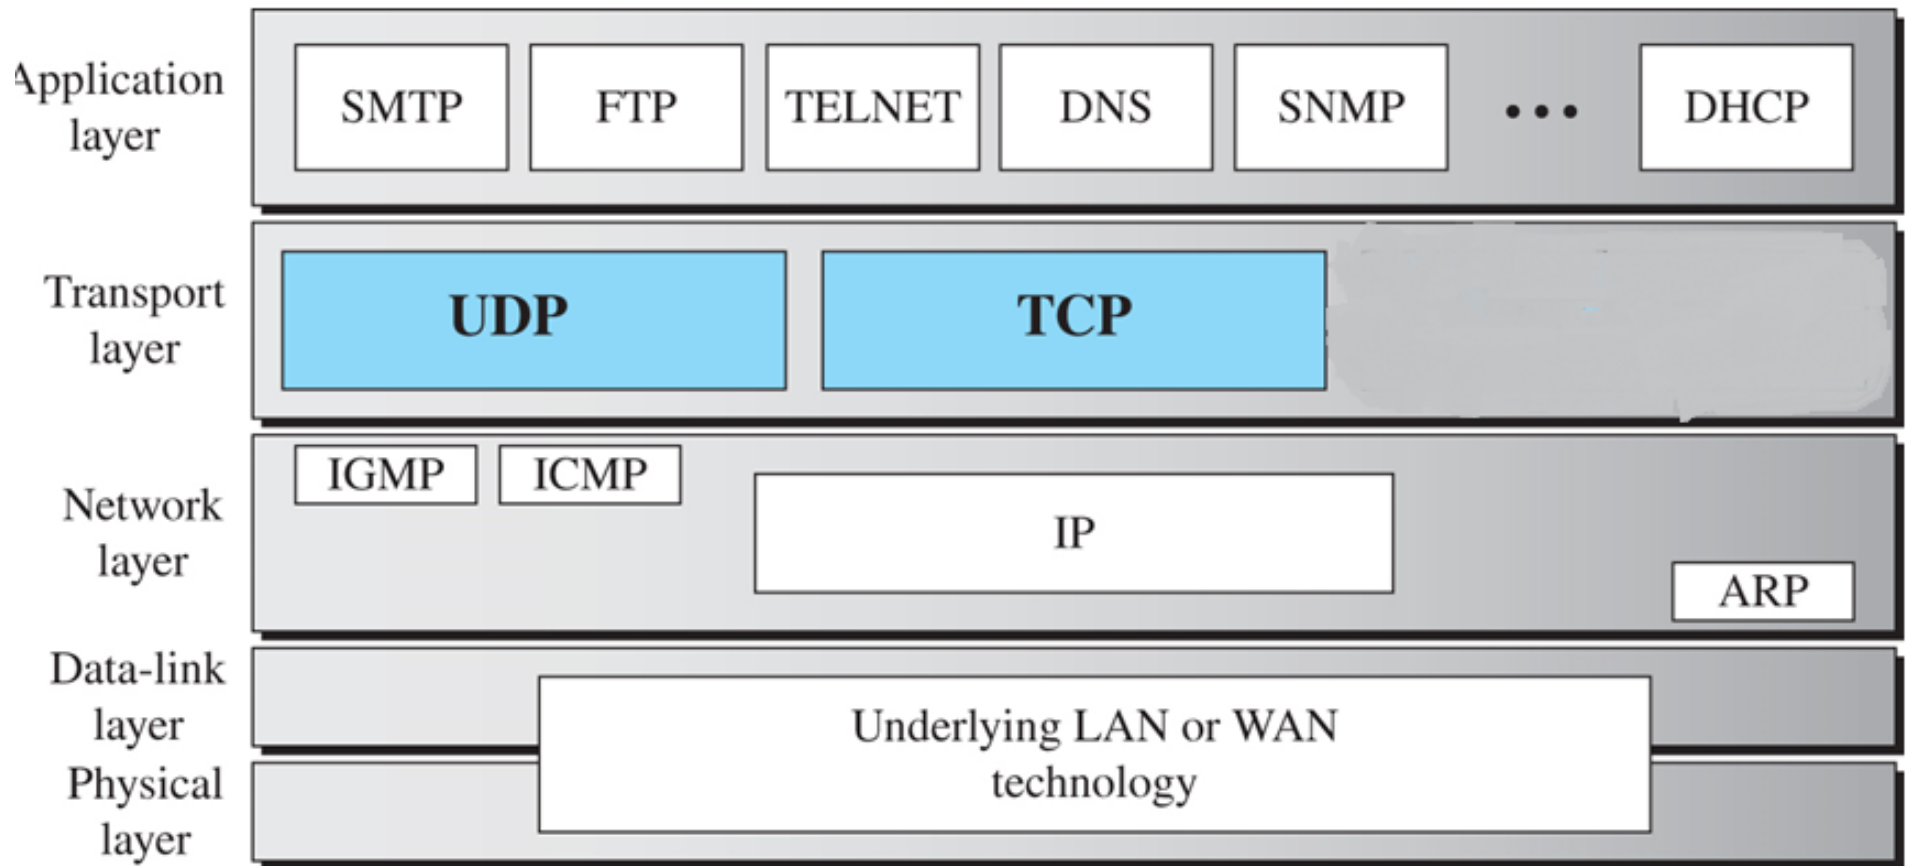 Application
layer
SMTP
FTP
TELNET
DNS
SNMP
...
DHCP
Transport
layer
UDP
TCP
Network
layer
IGMP
ICMP
IP
ARP
Data-link
layer
Underlying LAN or WAN
technology
Physical
layer